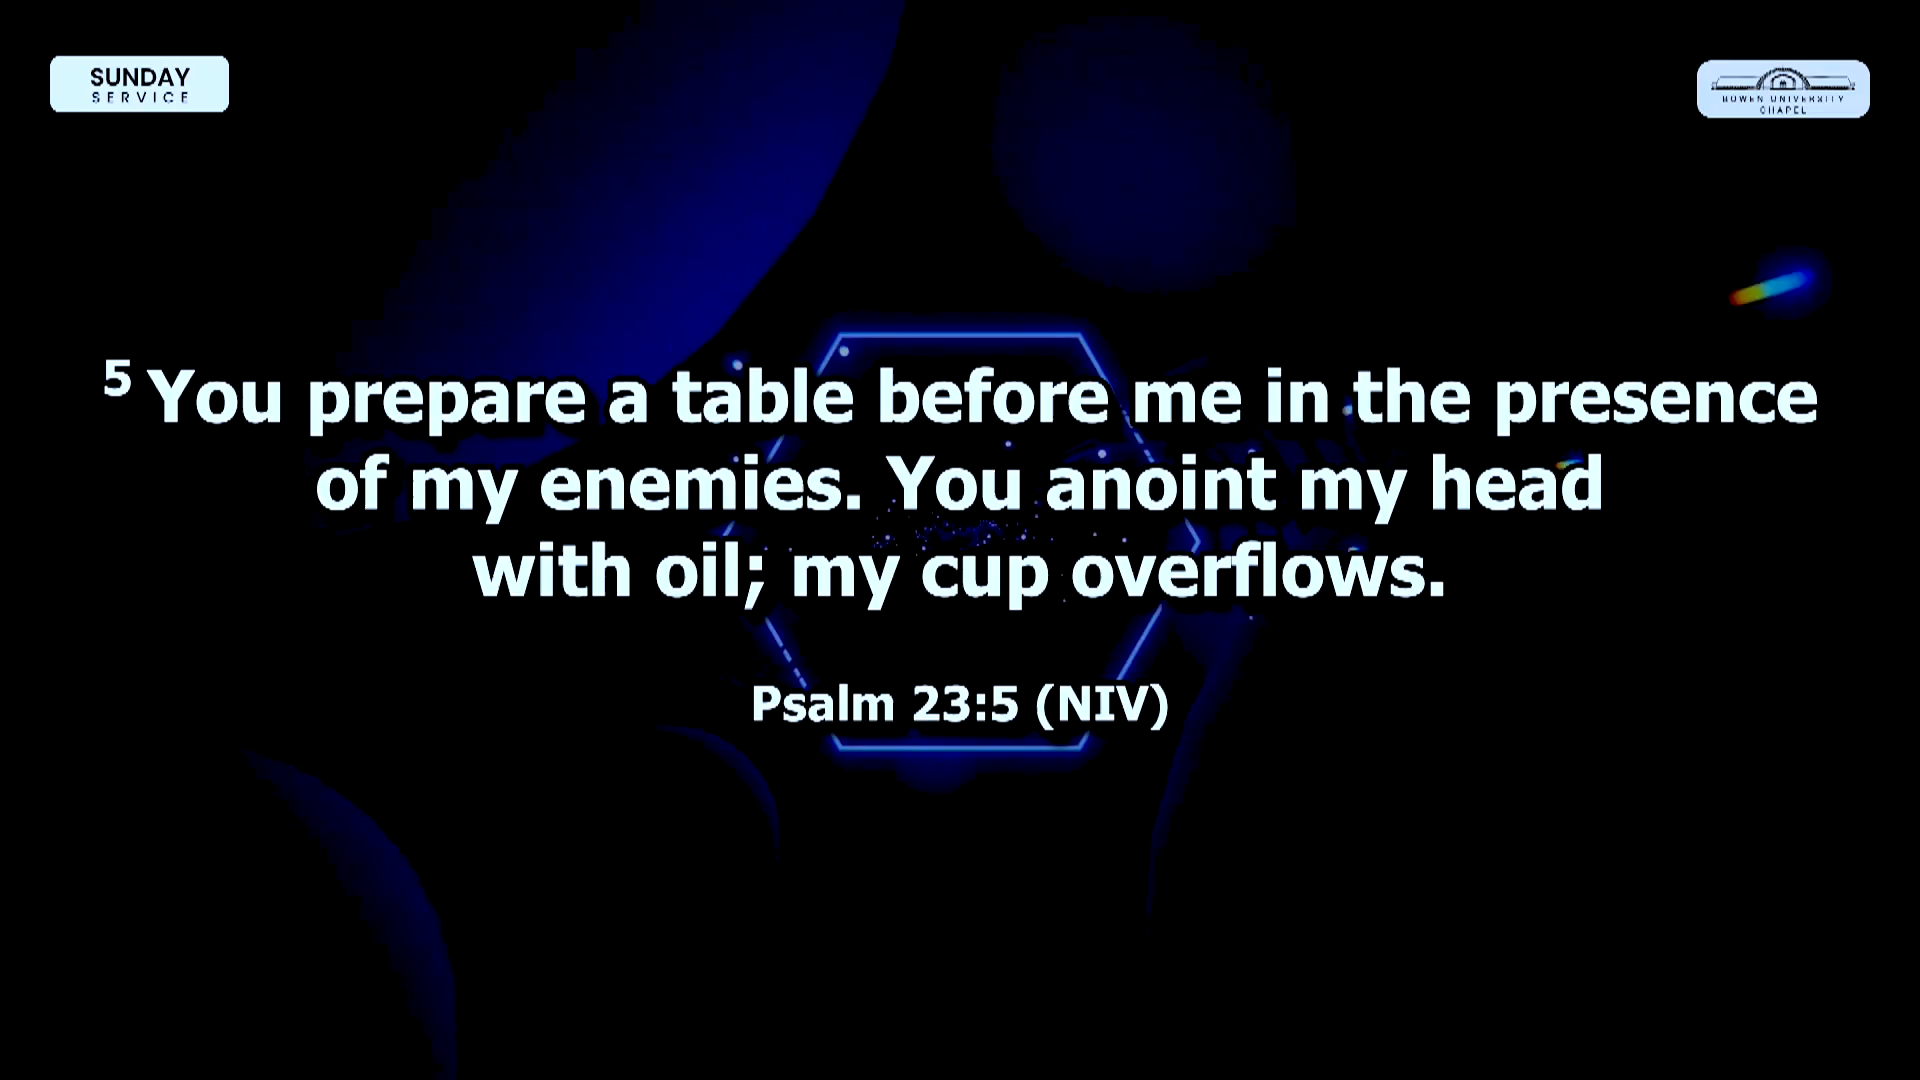 SUNDAY
SERVICE
BOWEN UNIVERSITY
CHAPEL
5 You prepare a table before me in the presence
of my enemies. You anoint my head
with oil; my cup overflows.
Psalm 23:5 (NIV)